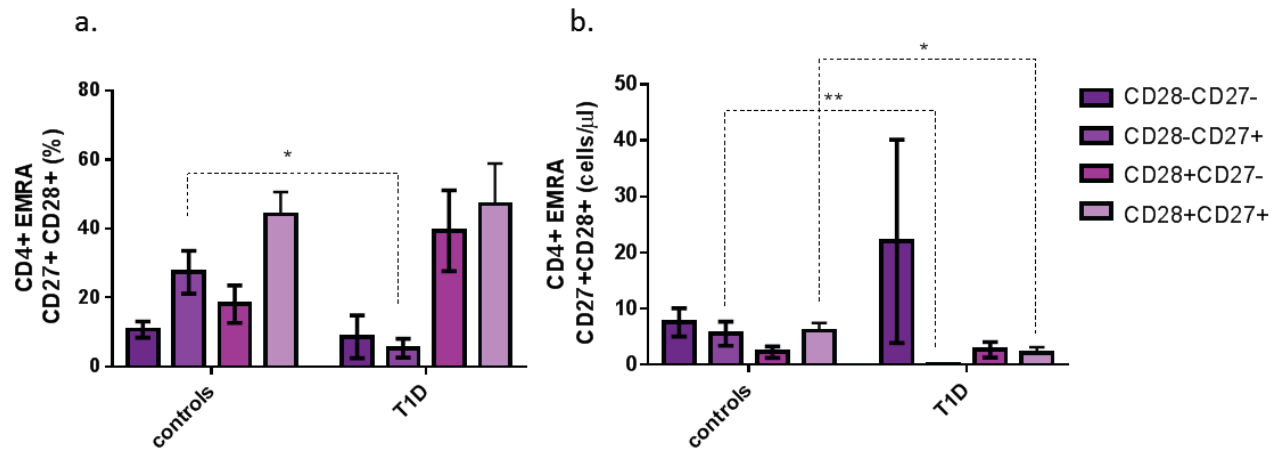 a.
CD4+ EMRA
CD27+ CD28+ (%)
80
60
40
20
0
*
controls
T1D
b.
CD4+ EMRA
CD27+CD28+ (cells/µl)
50
40
30
20
10
0
**
*
controls
T1D
CD28-CD27-
CD28-CD27+
CD28+CD27-
CD28+CD27+